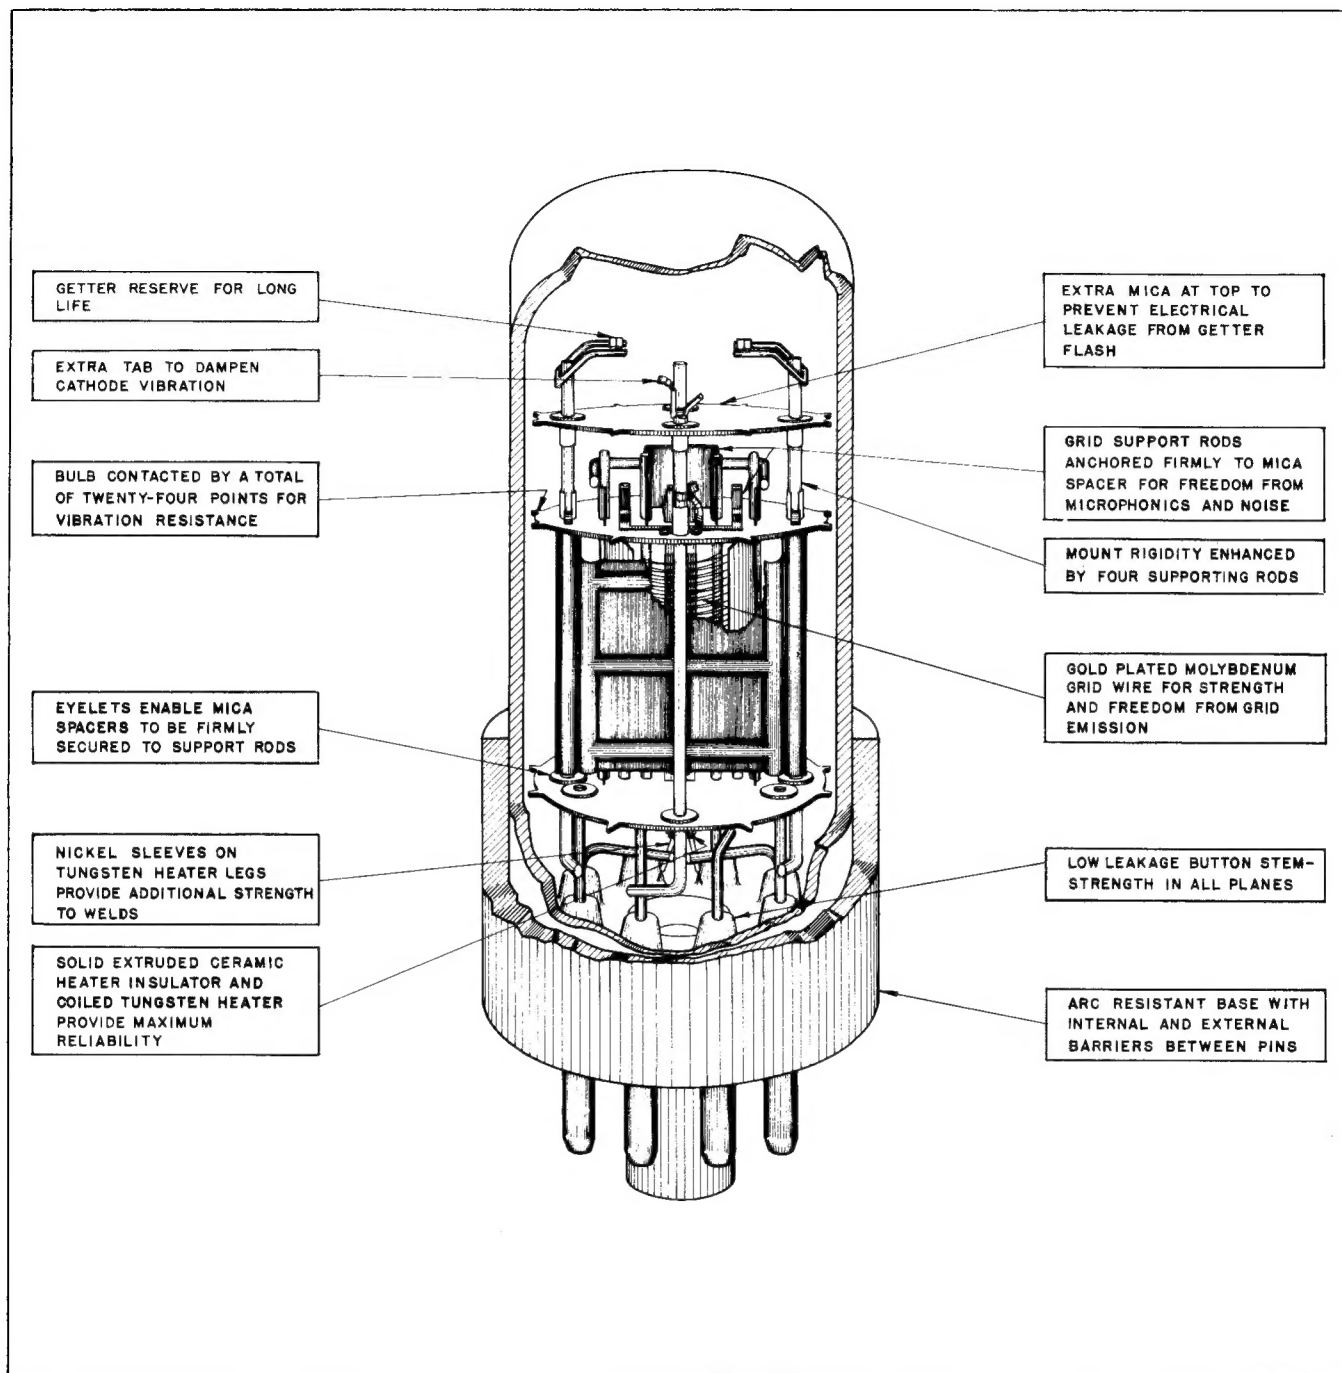 GETTER RESERVE FOR LONG
LIFE
EXTRA TAB TO DAMPEN
CATHODE VIBRATION
BULB CONTACTED BY A TOTAL
OF TWENTY-FOUR POINTS FOR
VIBRATION RESISTANCE
EYELETS ENABLE MICA
SPACERS TO BE FIRMLY
SECURED TO SUPPORT RODS
NICKEL SLEEVES ON
TUNGSTEN HEATER LEGS
PROVIDE ADDITIONAL STRENGTH
TO WELDS
SOLID EXTRUDED CERAMIC
HEATER INSULATOR AND
COILED TUNGSTEN HEATER
PROVIDE MAXIMUM
RELIABILITY
EXTRA MICA AT TOP TO
PREVENT ELECTRICAL
LEAKAGE FROM GETTER
FLASH
GRID SUPPORT RODS
ANCHORED FIRMLY TO MICA
SPACER FOR FREEDOM FROM
MICROPHONICS AND NOISE
MOUNT RIGIDITY ENHANCED
BY FOUR SUPPORTING RODS
GOLD PLATED MOLYBDENUM
GRID WIRE FOR STRENGTH
AND FREEDOM FROM GRID
EMISSION
LOW LEAKAGE BUTTON STEM-
STRENGTH IN ALL PLANES
ARC RESISTANT BASE WITH
INTERNAL AND EXTERNAL
BARRIERS BETWEEN PINS